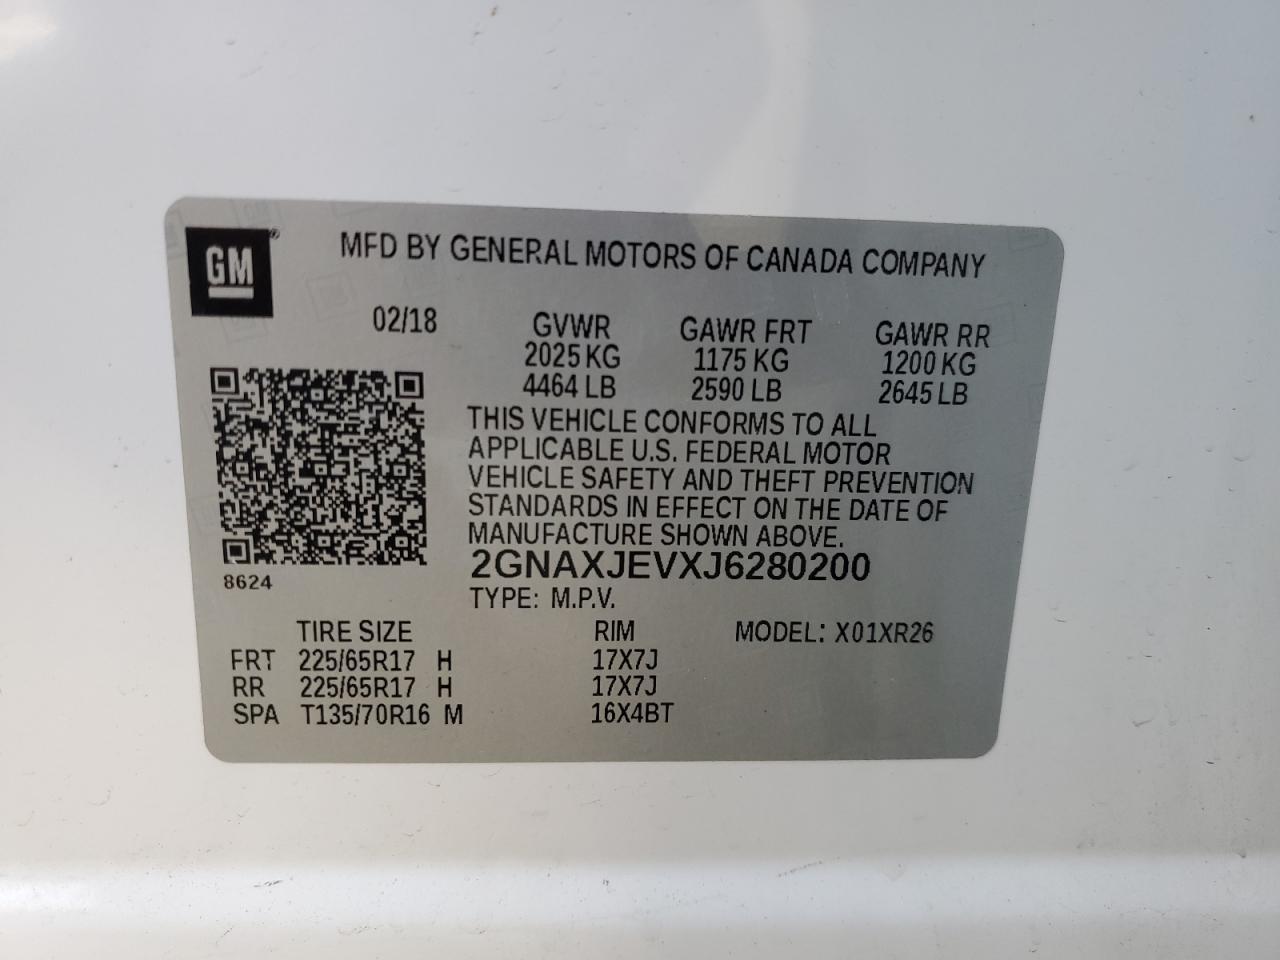 GM®
MFD BY GENERAL MOTORS OF CANADA COMPANY
02/18 GVWR GAWR FRT GAWR RR
2025 KG 1175 KG 1200 KG
4464 LB 2590 LB 2645 LB
THIS VEHICLE CONFORMS TO ALL
APPLICABLE U.S. FEDERAL MOTOR
VEHICLE SAFETY AND THEFT PREVENTION
STANDARDS IN EFFECT ON THE DATE OF
MANUFACTURE SHOWN ABOVE.
2GNAXJEVXJ6280200
8624
TYPE: M.P.V.
TIRE SIZE RIM MODEL: X01XR26
FRT 225/65R17 H 17X7J
RR 225/65R17 H 17X7J
SPA T135/70R16 M 16X4BT